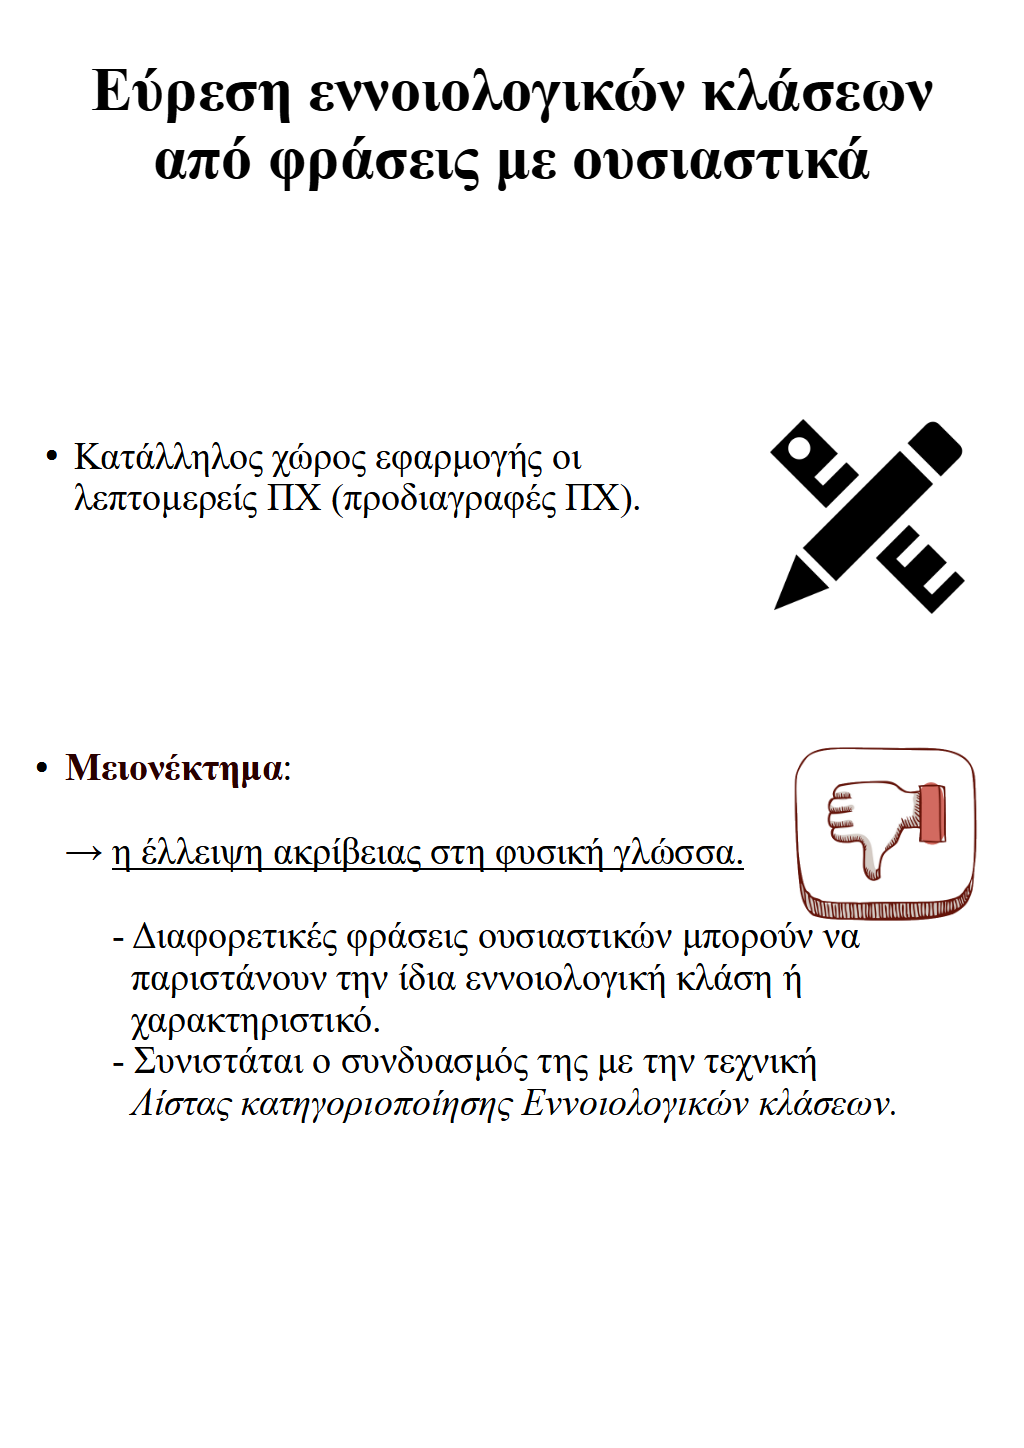 Εύρεση εννοιολογικών κλάσεων
από φράσεις με ουσιαστικά
• Κατάλληλος χώρος εφαρμογής οι
λεπτομερείς ΠΧ (προδιαγραφές ΠΧ).
• Μειονέκτημα:
→ η έλλειψη ακρίβειας στη φυσική γλώσσα.
- Διαφορετικές φράσεις ουσιαστικών μπορούν να
παριστάνουν την ίδια εννοιολογική κλάση ή
χαρακτηριστικό.
- Συνιστάται ο συνδυασμός της με την τεχνική
Λίστας κατηγοριοποίησης Εννοιολογικών κλάσεων.